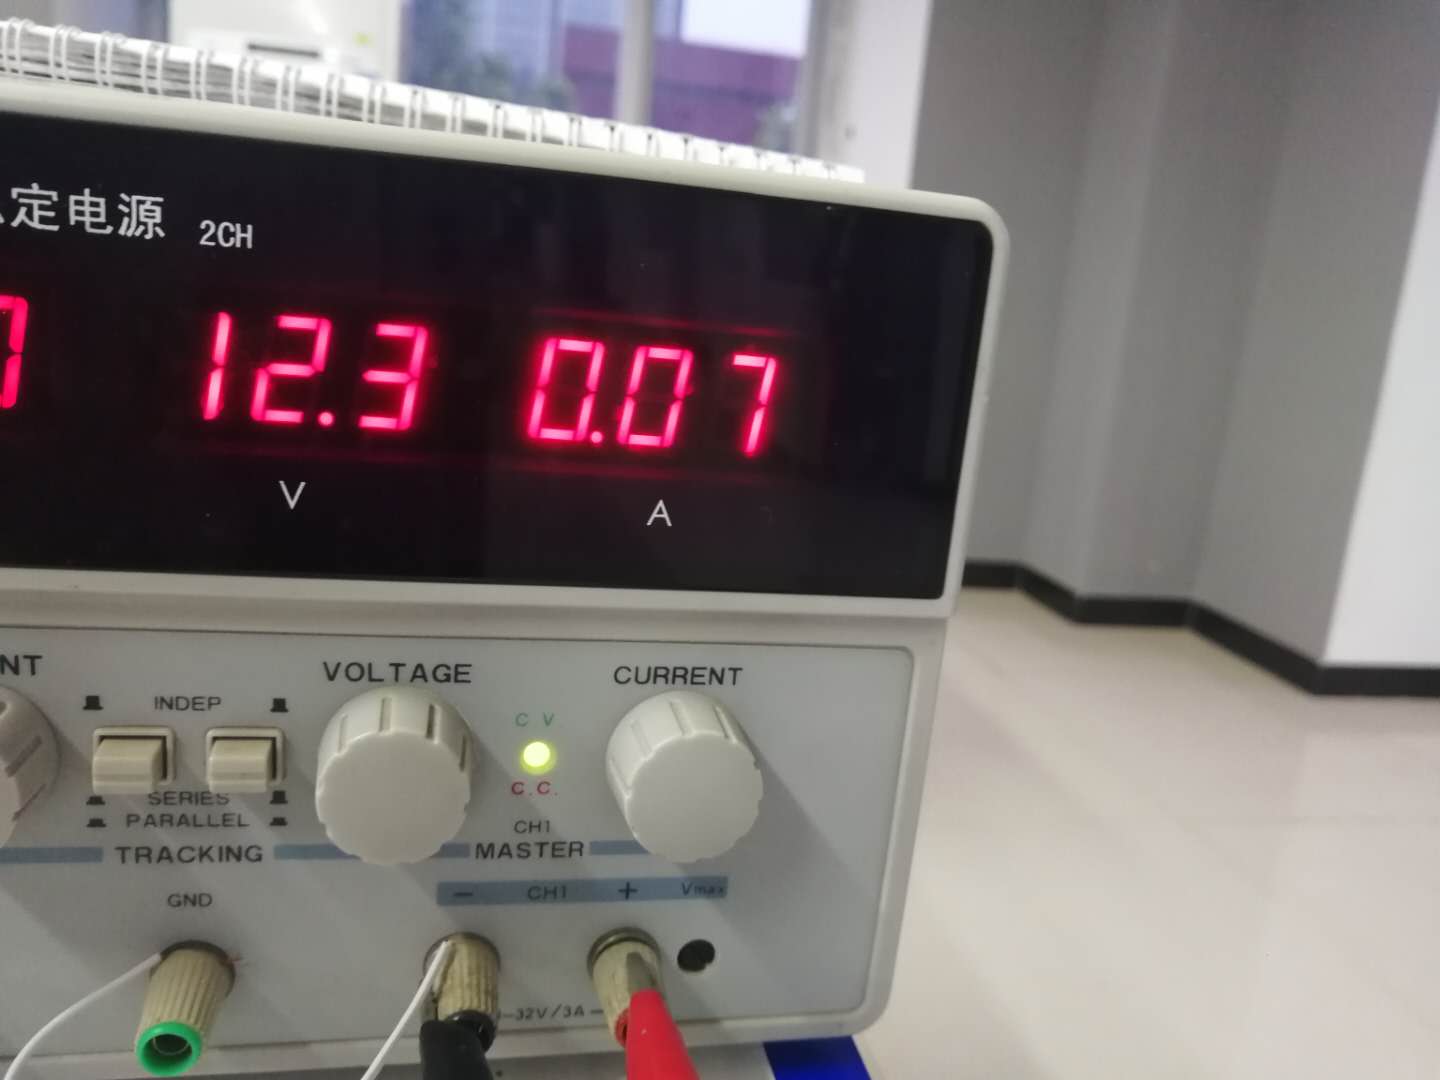 定电源 2CH
12.3 0.07
V A
NT
VOLTAGE
CURRENT
INDEP
C V.
C.C.
SERIES
PARALLEL
CH1
TRACKING
MASTER
GND
− CH1 + Vmax
-32V/3A